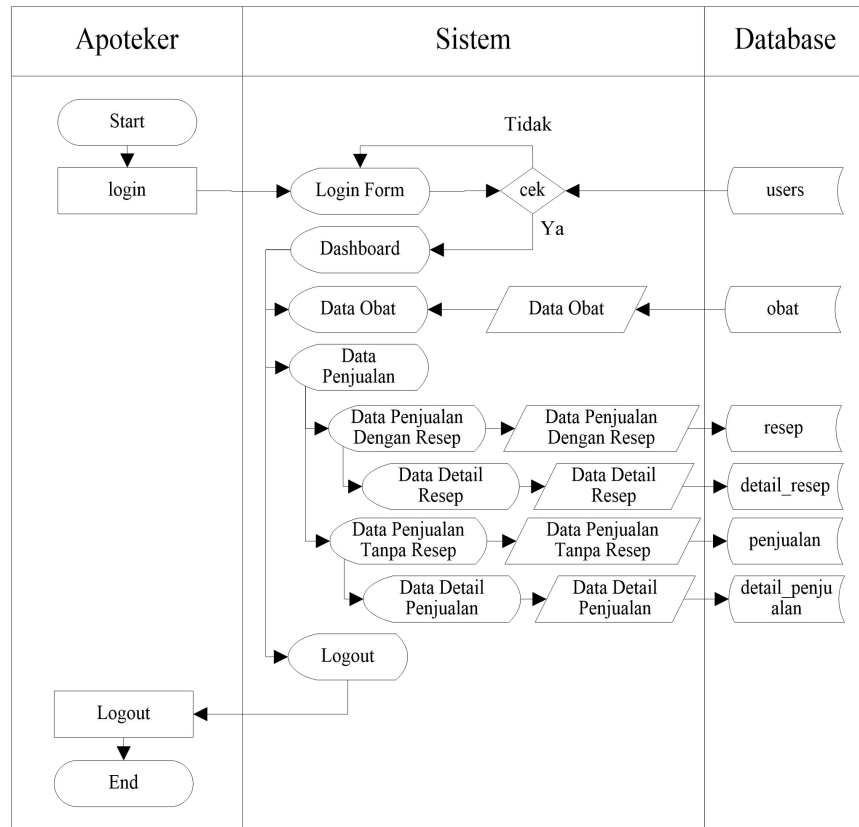 Apoteker
Sistem
Database
Start
Tidak
login
Login Form
cek
users
Ya
Dashboard
Data Obat
Data Obat
obat
Data
Penjualan
Data Penjualan
Dengan Resep
Data Penjualan
Dengan Resep
resep
Data Detail
Resep
Data Detail
Resep
detail_resep
Data Penjualan
Tanpa Resep
Data Penjualan
Tanpa Resep
penjualan
Data Detail
Penjualan
Data Detail
Penjualan
detail_penju
alan
Logout
Logout
End